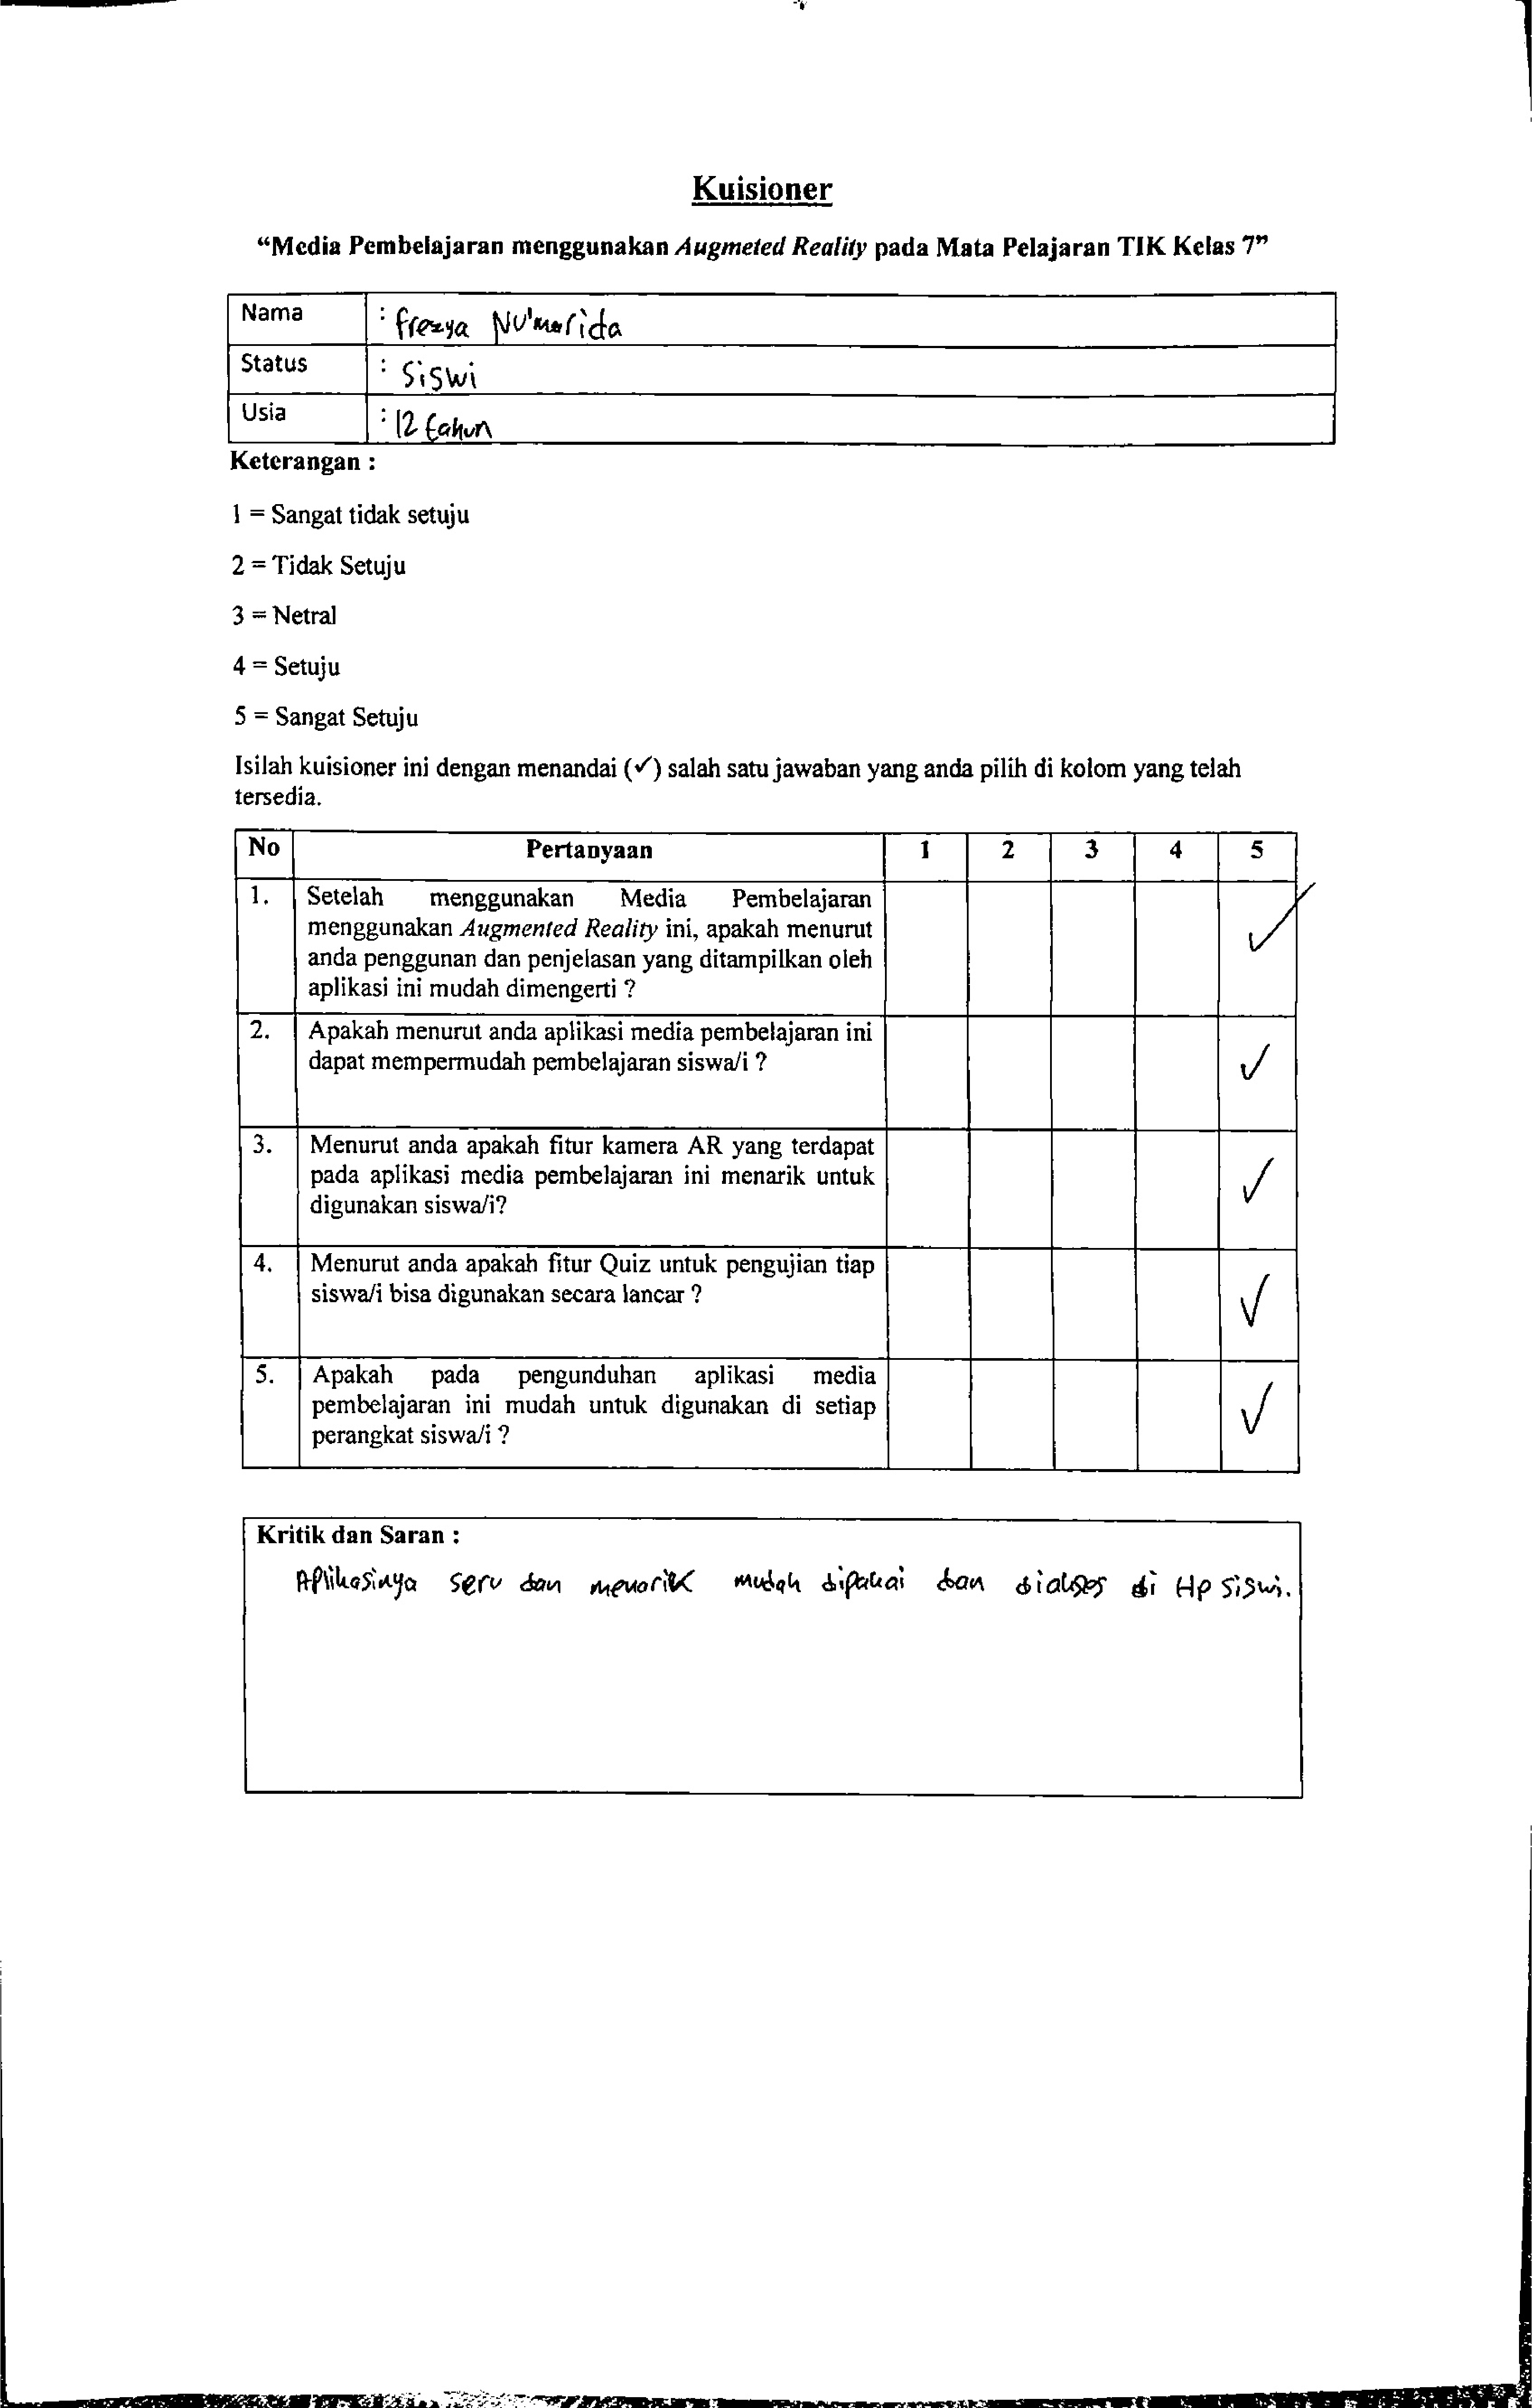 Kuisioner
“Media Pembelajaran menggunakan Augmeted Reality pada Mata Pelajaran TIK Kelas 7”
Nama : Frezya Nu'marida
Status : Siswi
Usia : 12 tahun
Keterangan :
1 = Sangat tidak setuju
2 = Tidak Setuju
3 = Netral
4 = Setuju
5 = Sangat Setuju
Isilah kuisioner ini dengan menandai (✓) salah satu jawaban yang anda pilih di kolom yang telah
tersedia.
No Pertanyaan 1 2 3 4 5
1. Setelah menggunakan Media Pembelajaran
menggunakan Augmented Reality ini, apakah menurut
anda penggunan dan penjelasan yang ditampilkan oleh
aplikasi ini mudah dimengerti ? ✓
2. Apakah menurut anda aplikasi media pembelajaran ini
dapat mempermudah pembelajaran siswa/i ? ✓
3. Menurut anda apakah fitur kamera AR yang terdapat
pada aplikasi media pembelajaran ini menarik untuk
digunakan siswa/i? ✓
4. Menurut anda apakah fitur Quiz untuk pengujian tiap
siswa/i bisa digunakan secara lancar ? ✓
5. Apakah pada pengunduhan aplikasi media
pembelajaran ini mudah untuk digunakan di setiap
perangkat siswa/i ? ✓
Kritik dan Saran :
Aplikasinya seru dan menarik mudah dipakai dan diakses di Hp siswi.